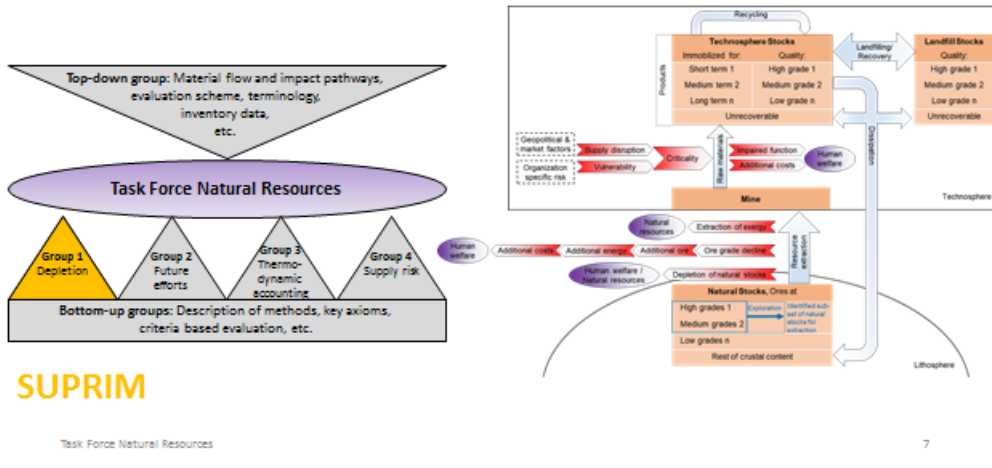 Top-down group: Material flow and impact pathways,
evaluation scheme, terminology,
inventory data,
etc.
Task Force Natural Resources
Group 1
Depletion
Group 2
Future
efforts
Group 3
Thermo-
dynamic
accounting
Group 4
Supply risk
Bottom-up groups: Description of methods, key axioms,
criteria based evaluation, etc.
SUPRIM
Recycling
Products
Technosphere Stocks
Immobilized for:
Quality:
Short term 1
High grade 1
Medium term 2
Medium grade 2
Long term n
Low grade n
Unrecoverable
Landfilling/
Recovery
Landfill Stocks
Quality:
High grade 1
Medium grade 2
Low grade n
Unrecoverable
Dissipation
Geopolitical &
market factors
Organization
specific risk
Supply disruption
Vulnerability
Criticality
Raw materials
Impaired function
Additional costs
Human
welfare
Mine
Technosphere
Natural
resources
Extraction of exergy
Human
welfare
Additional costs
Additional energy
Additional ore
Ore grade decline
Human welfare /
Natural resources
Depletion of natural stocks
Resource
extraction
Natural Stocks, Ores at
High grades 1
Medium grades 2
Exploration
Identified sub-
set of natural
stocks for
extraction
Low grades n
Rest of crustal content
Lithosphere
Task Force Natural Resources
7